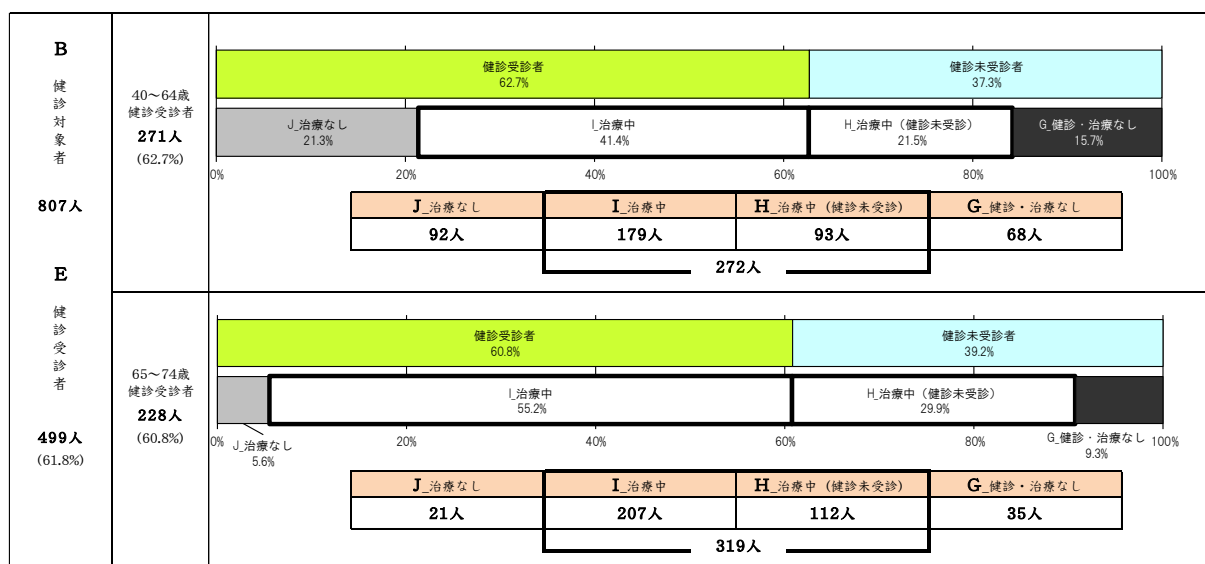 B
健診対象者
807人
E
健診受診者
499人
(61.8%)
40～64歳
健診受診者
271人
(62.7%)
健診受診者
62.7%
健診未受診者
37.3%
J_治療なし
21.3%
I_治療中
41.4%
H_治療中（健診未受診）
21.5%
G_健診・治療なし
15.7%
0% 20% 40% 60% 80% 100%
J_治療なし I_治療中 H_治療中（健診未受診） G_健診・治療なし
92人 179人 93人 68人
272人
65～74歳
健診受診者
228人
(60.8%)
健診受診者
60.8%
健診未受診者
39.2%
I_治療中
55.2%
H_治療中（健診未受診）
29.9%
0% 20% 40% 60% 80% 100%
J_治療なし
5.6%
G_健診・治療なし
9.3%
J_治療なし I_治療中 H_治療中（健診未受診） G_健診・治療なし
21人 207人 112人 35人
319人